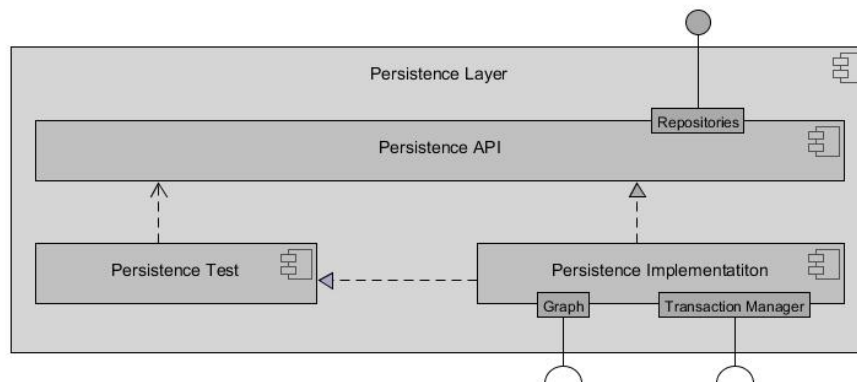 Persistence Layer
Repositories
Persistence API
Persistence Test
Persistence Implementatiton
Graph
Transaction Manager